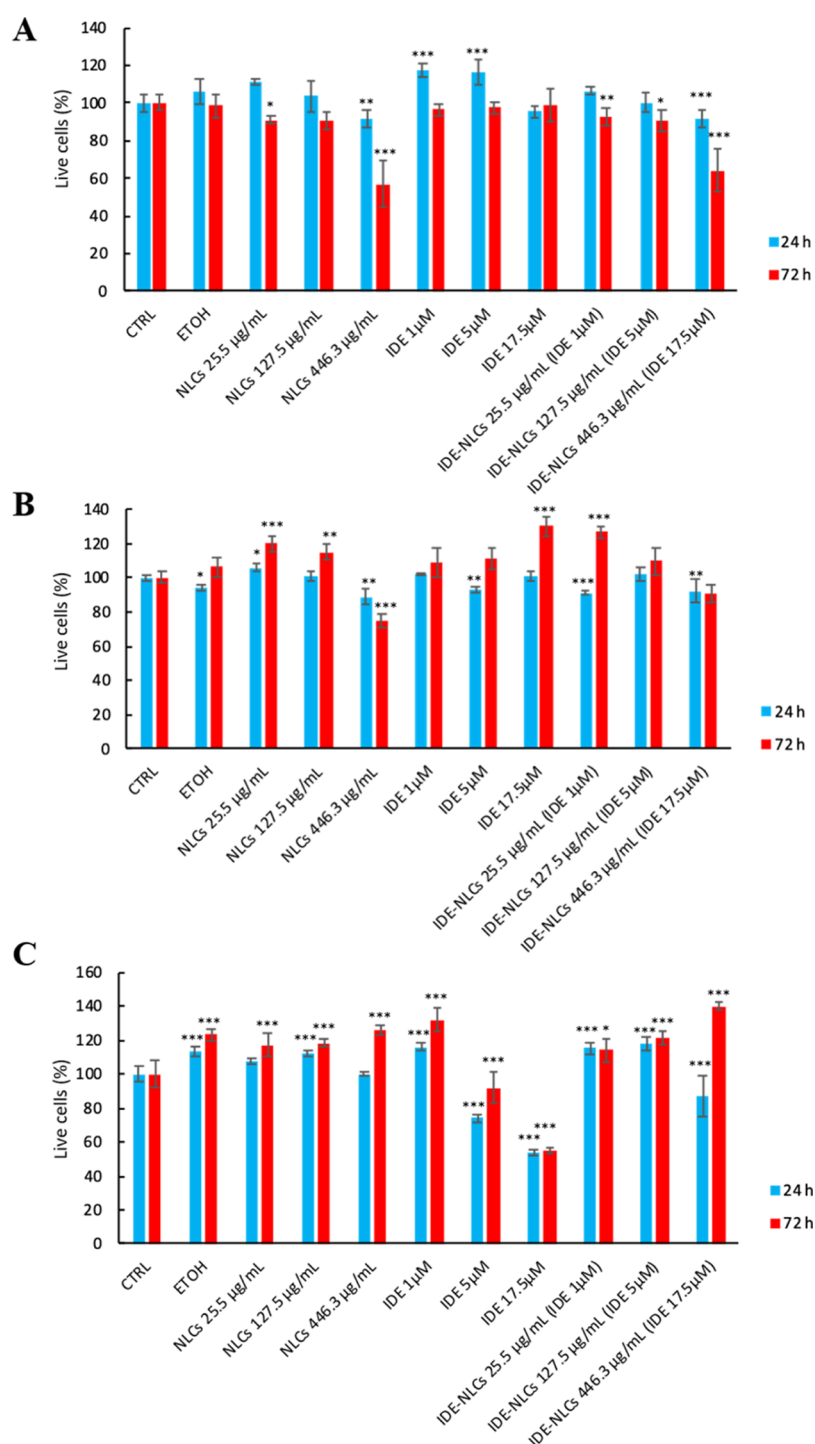 A
140
120
100
80
60
40
20
0
Live cells (%)
* ** *** *** *** *** ** * *** ***
24 h
72 h
CTRL
ETOH
NLCs 25.5 µg/mL
NLCs 127.5 µg/mL
NLCs 446.3 µg/mL
IDE 1µM
IDE 5µM
IDE 17.5µM
IDE-NLCs 25.5 µg/mL (IDE 1µM)
IDE-NLCs 127.5 µg/mL (IDE 5µM)
IDE-NLCs 446.3 µg/mL (IDE 17.5µM)
B
140
120
100
80
60
40
20
0
Live cells (%)
* * *** ** ** *** ** *** *** *** **
24 h
72 h
CTRL
ETOH
NLCs 25.5 µg/mL
NLCs 127.5 µg/mL
NLCs 446.3 µg/mL
IDE 1µM
IDE 5µM
IDE 17.5µM
IDE-NLCs 25.5 µg/mL (IDE 1µM)
IDE-NLCs 127.5 µg/mL (IDE 5µM)
IDE-NLCs 446.3 µg/mL (IDE 17.5µM)
C
160
140
120
100
80
60
40
20
0
Live cells (%)
*** *** *** *** *** *** *** *** *** *** *** *** *** * *** *** *** ***
24 h
72 h
CTRL
ETOH
NLCs 25.5 µg/mL
NLCs 127.5 µg/mL
NLCs 446.3 µg/mL
IDE 1µM
IDE 5µM
IDE 17.5µM
IDE-NLCs 25.5 µg/mL (IDE 1µM)
IDE-NLCs 127.5 µg/mL (IDE 5µM)
IDE-NLCs 446.3 µg/mL (IDE 17.5µM)